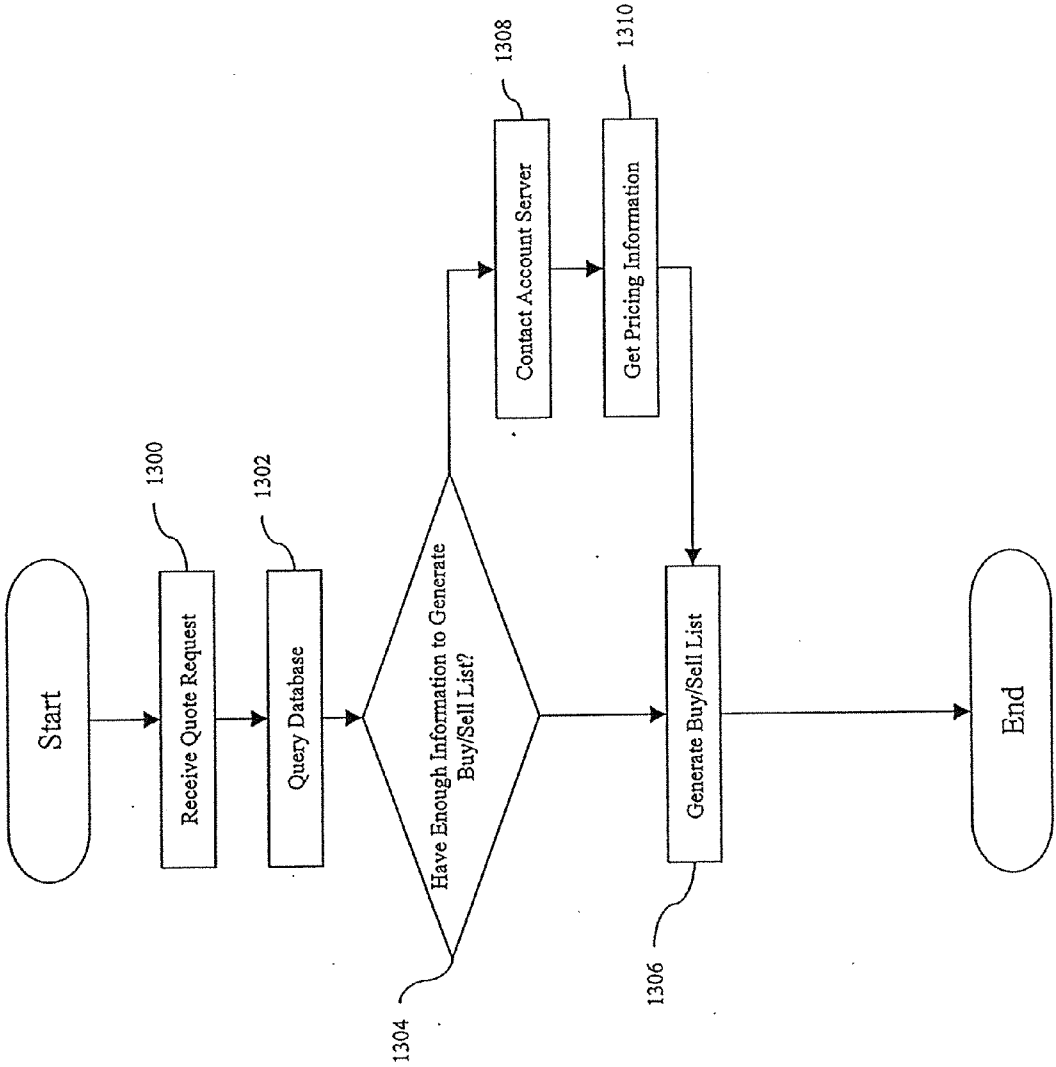 Start
Receive Quote Request
1300
Query Database
1302
Have Enough Information to Generate
Buy/Sell List?
1304
Contact Account Server
1308
Get Pricing Information
1310
Generate Buy/Sell List
1306
End